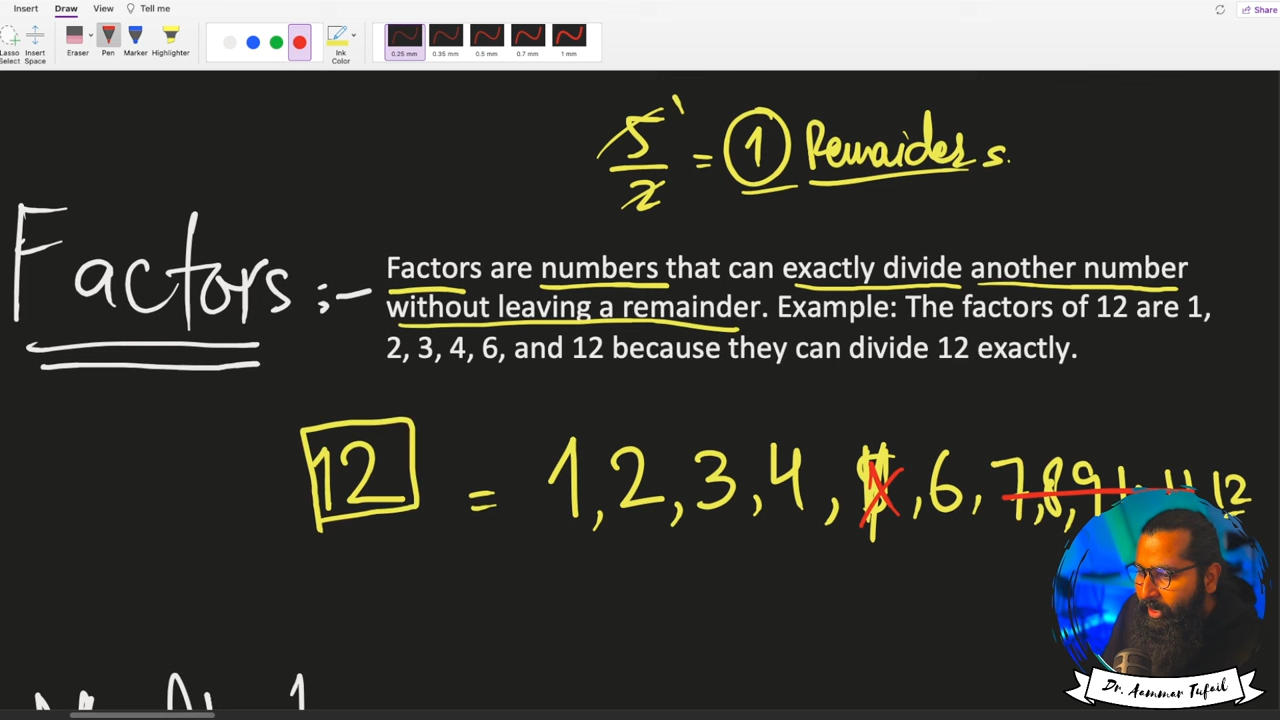 Insert Draw View Tell me Share
Lasso Select Insert Space Eraser Pen Marker Highlighter Ink Color 0.25 mm 0.35 mm 0.5 mm 0.7 mm 1 mm
5 1
2
= 1 Remaider s.
Factors :-
Factors are numbers that can exactly divide another number
without leaving a remainder. Example: The factors of 12 are 1,
2, 3, 4, 6, and 12 because they can divide 12 exactly.
12 = 1, 2, 3, 4, , 6, 7, 8, 9 12
Dr. Aammar Tufail